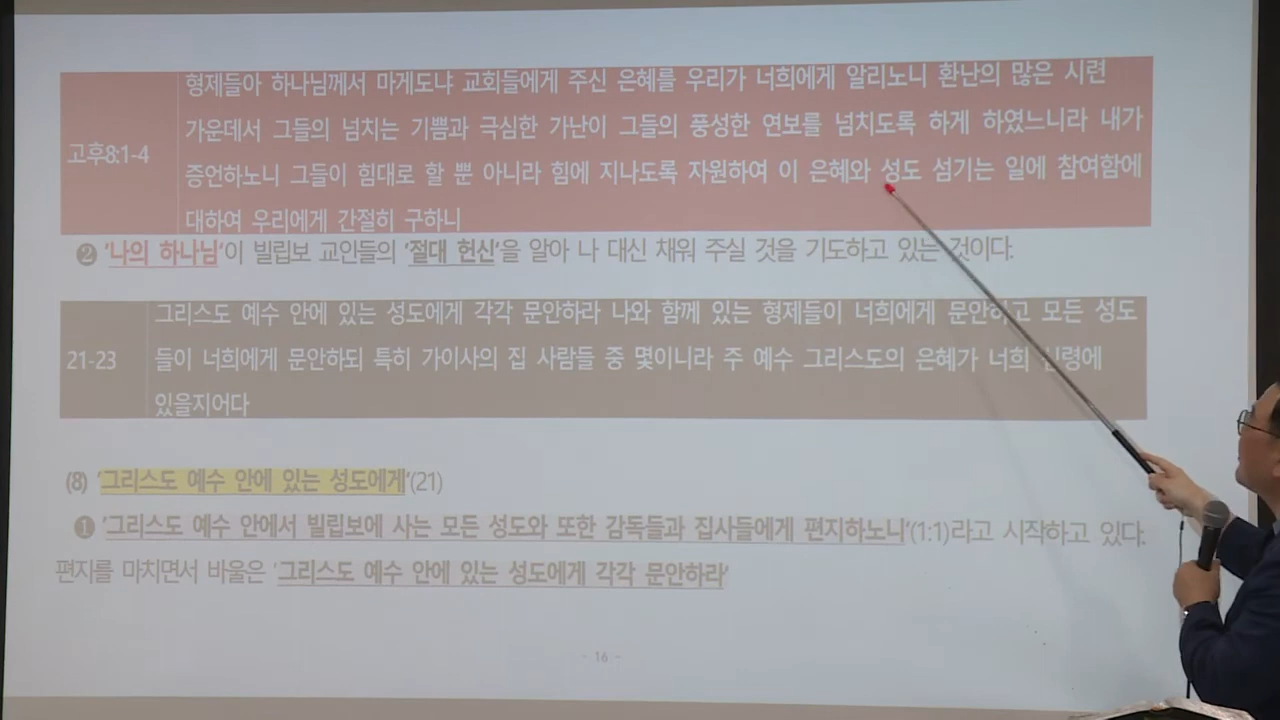 형제들아 하나님께서 마게도냐 교회들에게 주신 은혜를 우리가 너희에게 알리노니 환난의 많은 시련
가운데서 그들의 넘치는 기쁨과 극심한 가난이 그들의 풍성한 연보를 넘치도록 하게 하였느니라 내가
고후8:1-4
증언하노니 그들이 힘대로 할 뿐 아니라 힘에 지나도록 자원하여 이 은혜와 성도 섬기는 일에 참여함에
대하여 우리에게 간절히 구하니
❷ '나의 하나님'이 빌립보 교인들의 '절대 헌신'을 알아 나 대신 채워 주실 것을 기도하고 있는 것이다.
그리스도 예수 안에 있는 성도에게 각각 문안하라 나와 함께 있는 형제들이 너희에게 문안하고 모든 성도
21-23
들이 너희에게 문안하되 특히 가이사의 집 사람들 중 몇이니라 주 예수 그리스도의 은혜가 너희 심령에
있을지어다
(8) '그리스도 예수 안에 있는 성도에게'(21)
❶ '그리스도 예수 안에서 빌립보에 사는 모든 성도와 또한 감독들과 집사들에게 편지하노니'(1:1)라고 시작하고 있다.
편지를 마치면서 바울은 '그리스도 예수 안에 있는 성도에게 각각 문안하라'
- 16 -